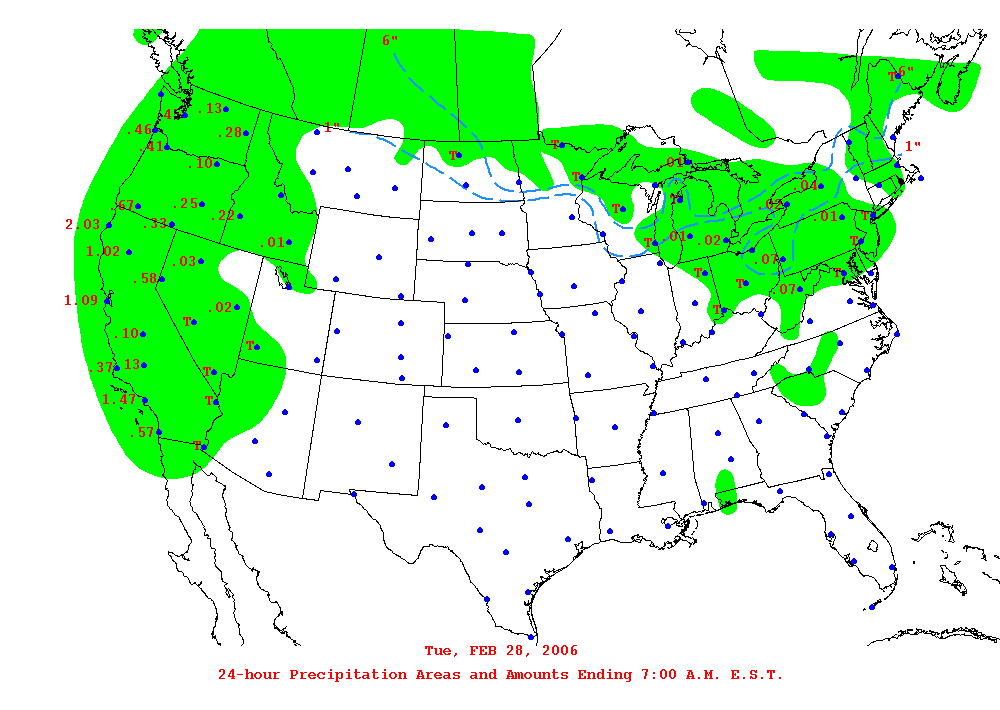 6"
6"
T
.13
.45
1"
.46
.28
T
.41
1"
T
.10
.01
T
.04
.67
.25
.22
T
T
.02
.01
T
2.03
.33
.01
T
.01
.02
T
1.02
.03
.07
.58
T
T
T
.07
1.09
.02
T
T
.10
T
.37
.13
T
1.47
T
.57
T
Tue, FEB 28, 2006
24-hour Precipitation Areas and Amounts Ending 7:00 A.M. E.S.T.